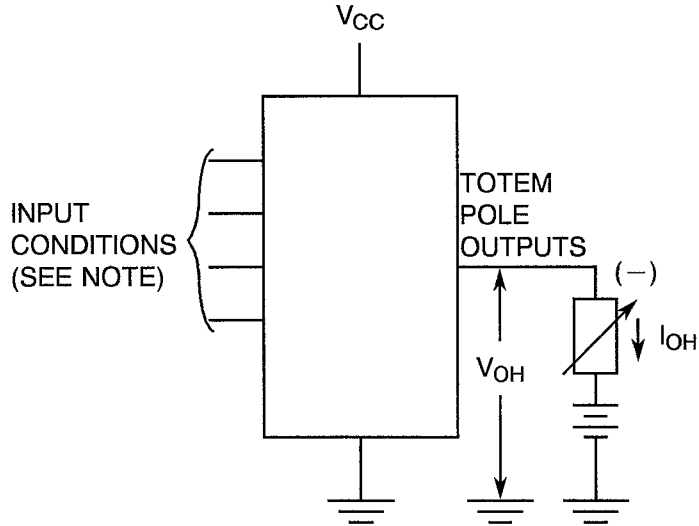 VCC
INPUT
CONDITIONS
(SEE NOTE)
TOTEM
POLE
OUTPUTS
(−)
IOH
VOH